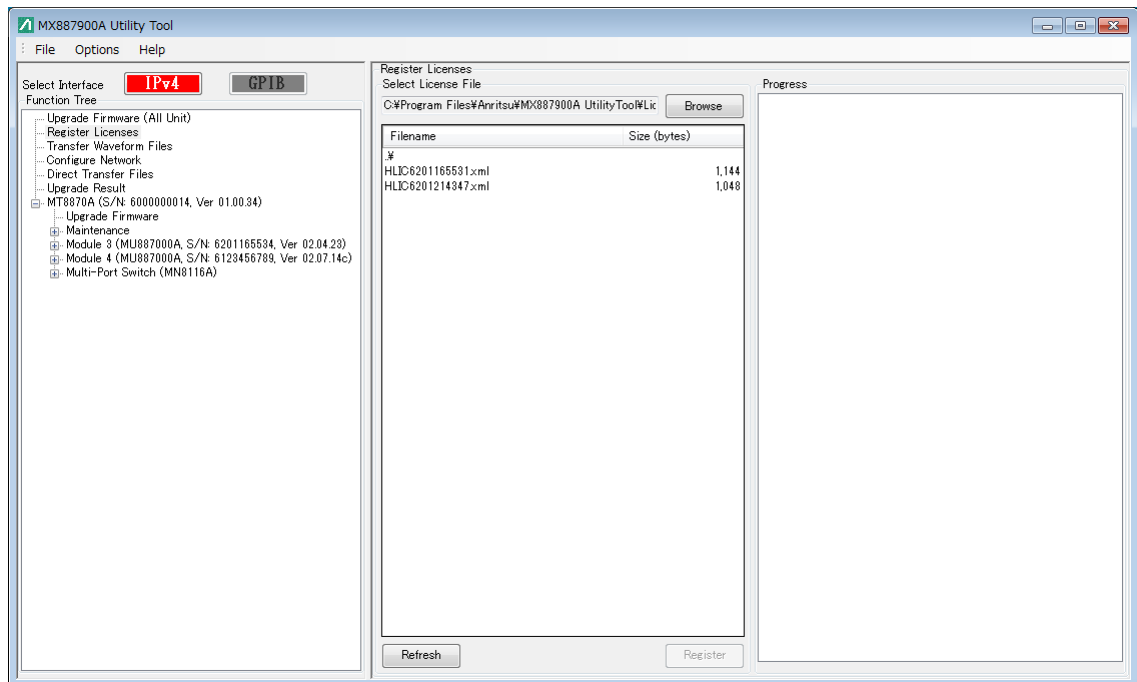 MX887900A Utility Tool
File Options Help
Select Interface IPv4 GPIB
Function Tree
Upgrade Firmware (All Unit)
Register Licenses
Transfer Waveform Files
Configure Network
Direct Transfer Files
Upgrade Result
MT8870A (S/N: 6000000014, Ver 01.00.34)
Upgrade Firmware
Maintenance
Module 3 (MU887000A, S/N: 6201165534, Ver 02.04.23)
Module 4 (MU887000A, S/N: 6123456789, Ver 02.07.14c)
Multi-Port Switch (MN8116A)
Register Licenses
Select License File
C:¥Program Files¥Anritsu¥MX887900A UtilityTool¥Lic Browse
Filename Size (bytes)
.¥
HLIC6201165531.xml 1,144
HLIC6201214347.xml 1,048
Refresh Register
Progress